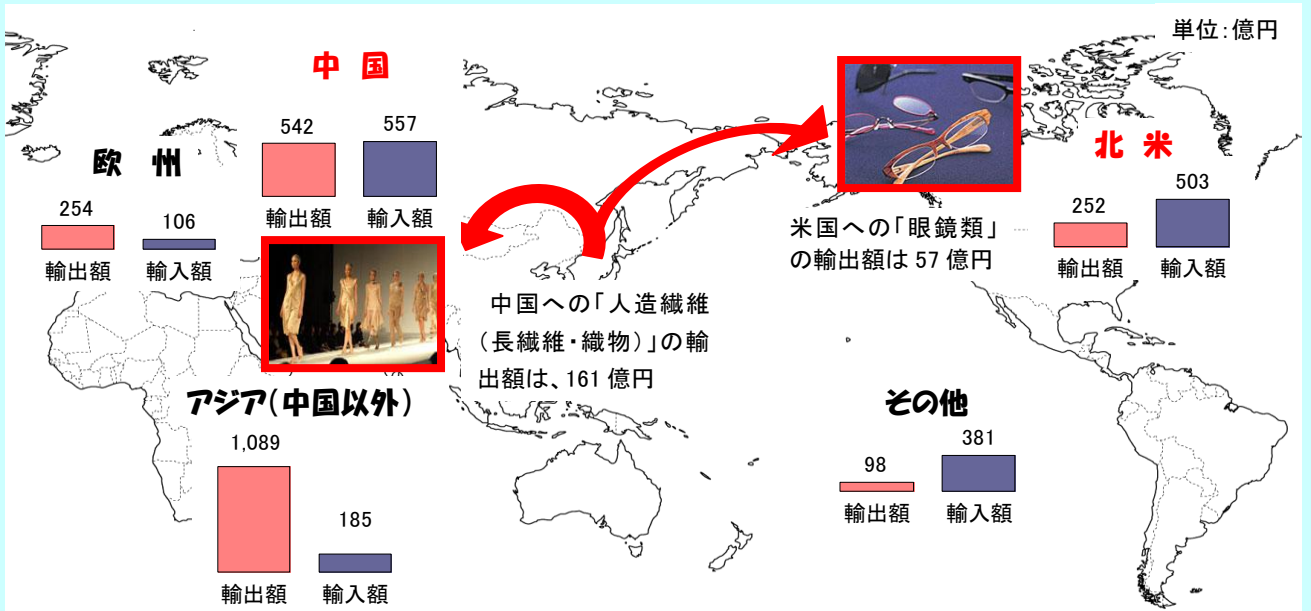 単位：億円
中 国
542
557
輸出額
輸入額
欧 州
254
106
輸出額
輸入額
北 米
252
503
輸出額
輸入額
米国への「眼鏡類」
の輸出額は 57 億円
中国への「人造繊維
（長繊維・織物）」の輸
出額は、161 億円
アジア（中国以外）
1,089
185
輸出額
輸入額
その他
98
381
輸出額
輸入額